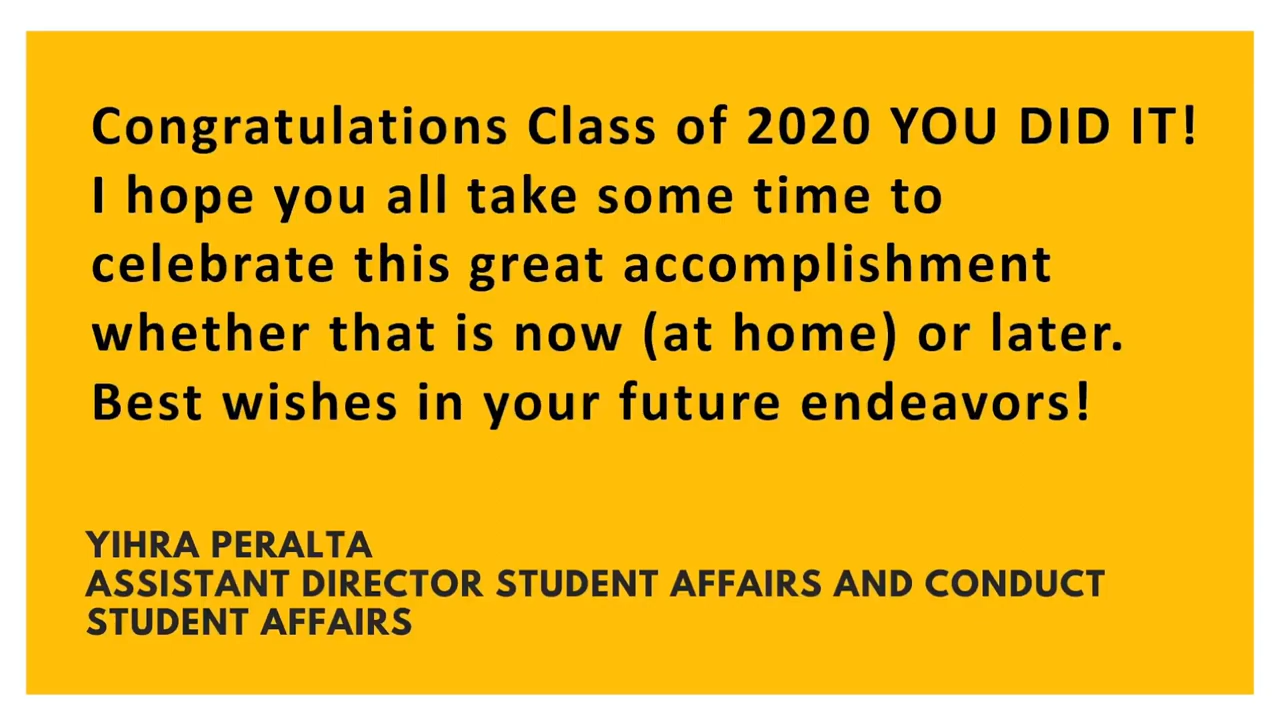 Congratulations Class of 2020 YOU DID IT!
I hope you all take some time to
celebrate this great accomplishment
whether that is now (at home) or later.
Best wishes in your future endeavors!
YIHRA PERALTA
ASSISTANT DIRECTOR STUDENT AFFAIRS AND CONDUCT
STUDENT AFFAIRS